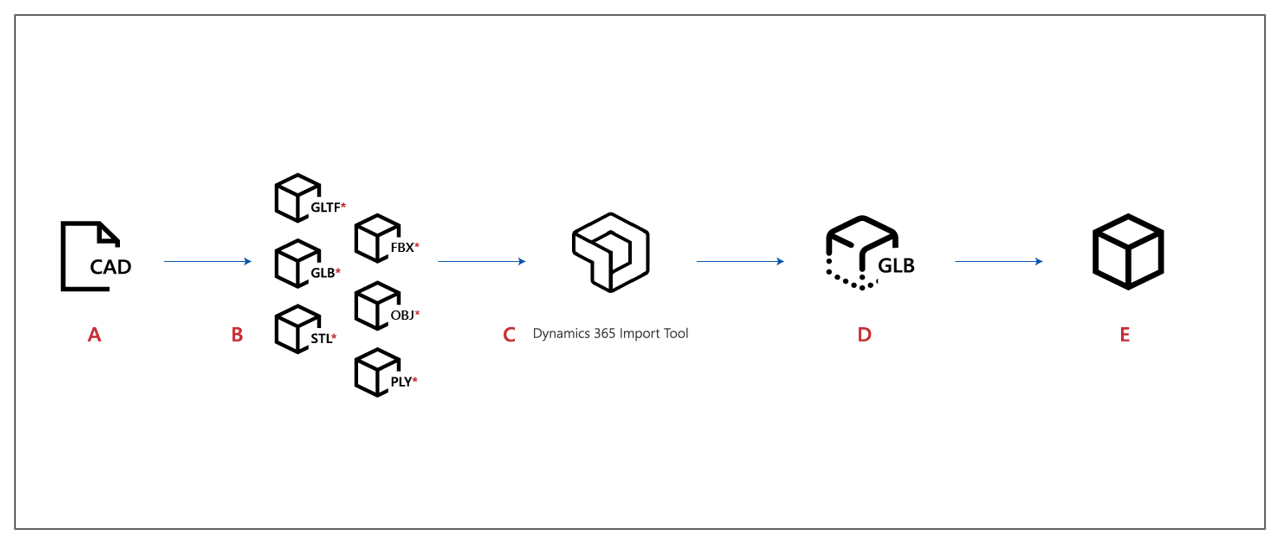 CAD
A
GLTF*
FBX*
GLB*
OBJ*
STL*
PLY*
B
C Dynamics 365 Import Tool
GLB
D
E